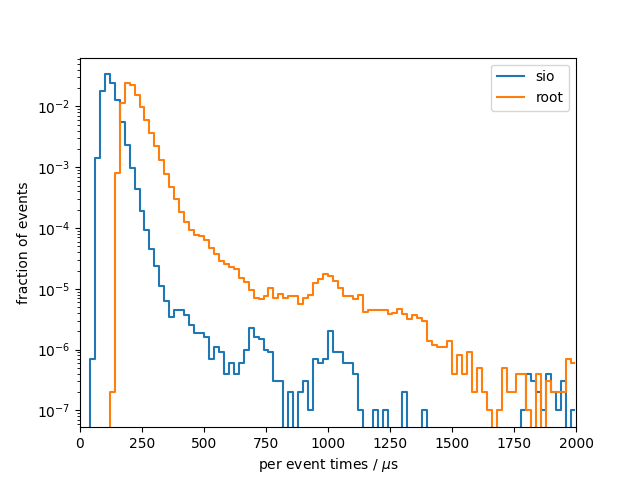 sio
root
10⁻²
10⁻³
10⁻⁴
10⁻⁵
10⁻⁶
10⁻⁷
fraction of events
0 250 500 750 1000 1250 1500 1750 2000
per event times / μs